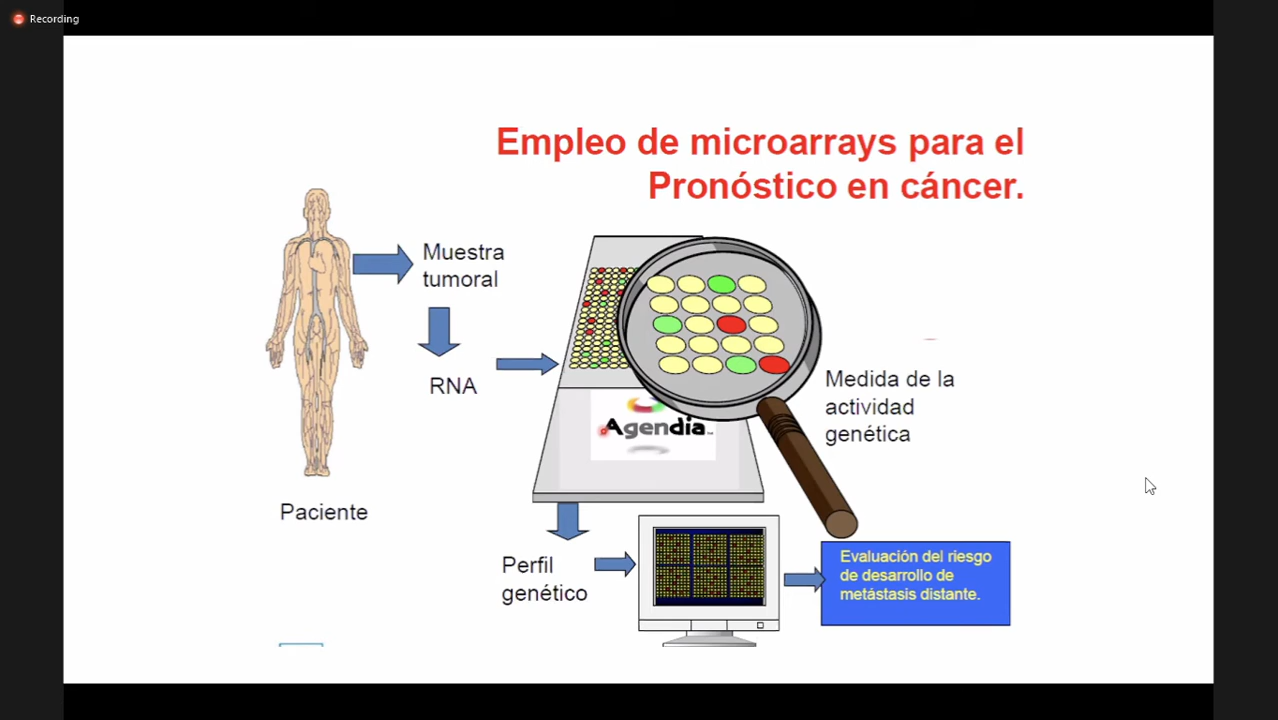 Recording
Empleo de microarrays para el
Pronóstico en cáncer.
Muestra
tumoral
RNA
Agendia
Medida de la
actividad
genética
Paciente
Perfil
genético
Evaluación del riesgo
de desarrollo de
metástasis distante.